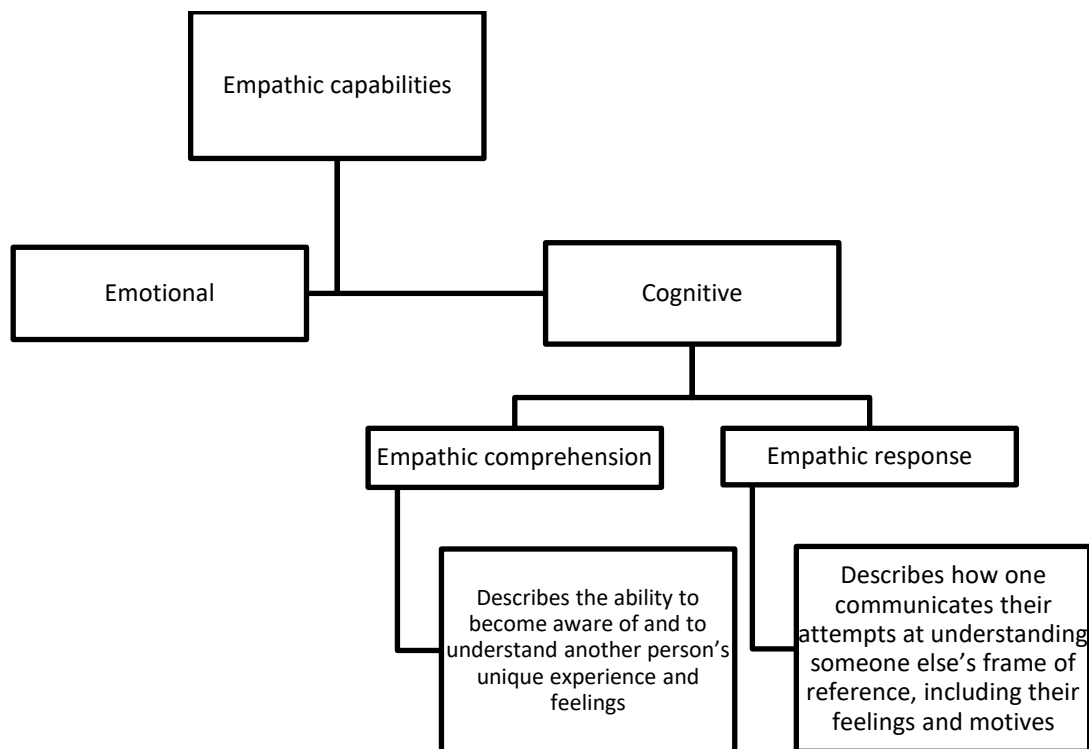 Empathic capabilities
Emotional
Cognitive
Empathic comprehension
Empathic response
Describes the ability to
become aware of and to
understand another person’s
unique experience and
feelings
Describes how one
communicates their
attempts at understanding
someone else’s frame of
reference, including their
feelings and motives